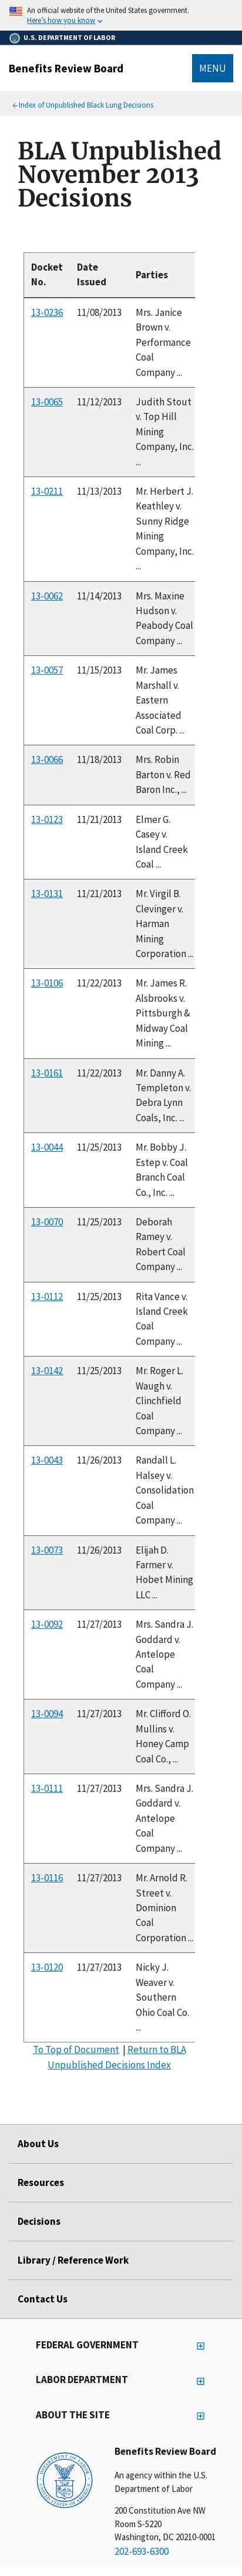 An official website of the United States government.
Here's how you know
U.S. DEPARTMENT OF LABOR
Benefits Review Board
MENU
Index of Unpublished Black Lung Decisions
BLA Unpublished
November 2013
Decisions
Docket No. Date Issued Parties
13-0236 11/08/2013 Mrs. Janice
Brown v.
Performance
Coal
Company ...
13-0065 11/12/2013 Judith Stout
v. Top Hill
Mining
Company, Inc.
...
13-0211 11/13/2013 Mr. Herbert J.
Keathley v.
Sunny Ridge
Mining
Company, Inc.
...
13-0062 11/14/2013 Mrs. Maxine
Hudson v.
Peabody Coal
Company ...
13-0057 11/15/2013 Mr. James
Marshall v.
Eastern
Associated
Coal Corp. ...
13-0066 11/18/2013 Mrs. Robin
Barton v. Red
Baron Inc., ...
13-0123 11/21/2013 Elmer G.
Casey v.
Island Creek
Coal ...
13-0131 11/21/2013 Mr. Virgil B.
Clevinger v.
Harman
Mining
Corporation ...
13-0106 11/22/2013 Mr. James R.
Alsbrooks v.
Pittsburgh &
Midway Coal
Mining ...
13-0161 11/22/2013 Mr. Danny A.
Templeton v.
Debra Lynn
Coals, Inc. ...
13-0044 11/25/2013 Mr. Bobby J.
Estep v. Coal
Branch Coal
Co., Inc. ...
13-0070 11/25/2013 Deborah
Ramey v.
Robert Coal
Company ...
13-0112 11/25/2013 Rita Vance v.
Island Creek
Coal
Company ...
13-0142 11/25/2013 Mr. Roger L.
Waugh v.
Clinchfield
Coal
Company ...
13-0043 11/26/2013 Randall L.
Halsey v.
Consolidation
Coal
Company ...
13-0073 11/26/2013 Elijah D.
Farmer v.
Hobet Mining
LLC ...
13-0092 11/27/2013 Mrs. Sandra J.
Goddard v.
Antelope
Coal
Company ...
13-0094 11/27/2013 Mr. Clifford O.
Mullins v.
Honey Camp
Coal Co., ...
13-0111 11/27/2013 Mrs. Sandra J.
Goddard v.
Antelope
Coal
Company ...
13-0116 11/27/2013 Mr. Arnold R.
Street v.
Dominion
Coal
Corporation ...
13-0120 11/27/2013 Nicky J.
Weaver v.
Southern
Ohio Coal Co.
...
To Top of Document | Return to BLA
Unpublished Decisions Index
About Us
Resources
Decisions
Library / Reference Work
Contact Us
FEDERAL GOVERNMENT
LABOR DEPARTMENT
ABOUT THE SITE
Benefits Review Board
An agency within the U.S.
Department of Labor
200 Constitution Ave NW
Room S-5220
Washington, DC 20210-0001
202-693-6300